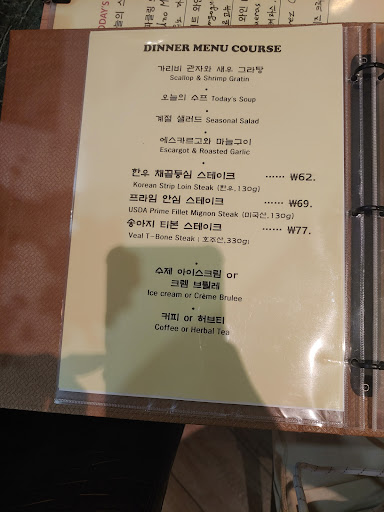 DINNER MENU COURSE
가리비 관자와 새우 그라탕
Scallop & Shrimp Gratin
•
오늘의 수프 Today's Soup
•
계절 샐러드 Seasonal Salad
•
에스카르고와 마늘구이
Escargot & Roasted Garlic
•
한우 채끝등심 스테이크 ...... ₩62.
Korean Strip Loin Steak (한우,130g)
프라임 안심 스테이크 ...... ₩69.
USDA Prime Fillet Mignon Steak (미국산,130g)
송아지 티본 스테이크 ...... ₩77.
Veal T-Bone Steak (호주산,330g)
•
수제 아이스크림 or
크렘 브륄레
Ice cream or Crème Brulee
•
커피 or 허브티
Coffee or Herbal Tea